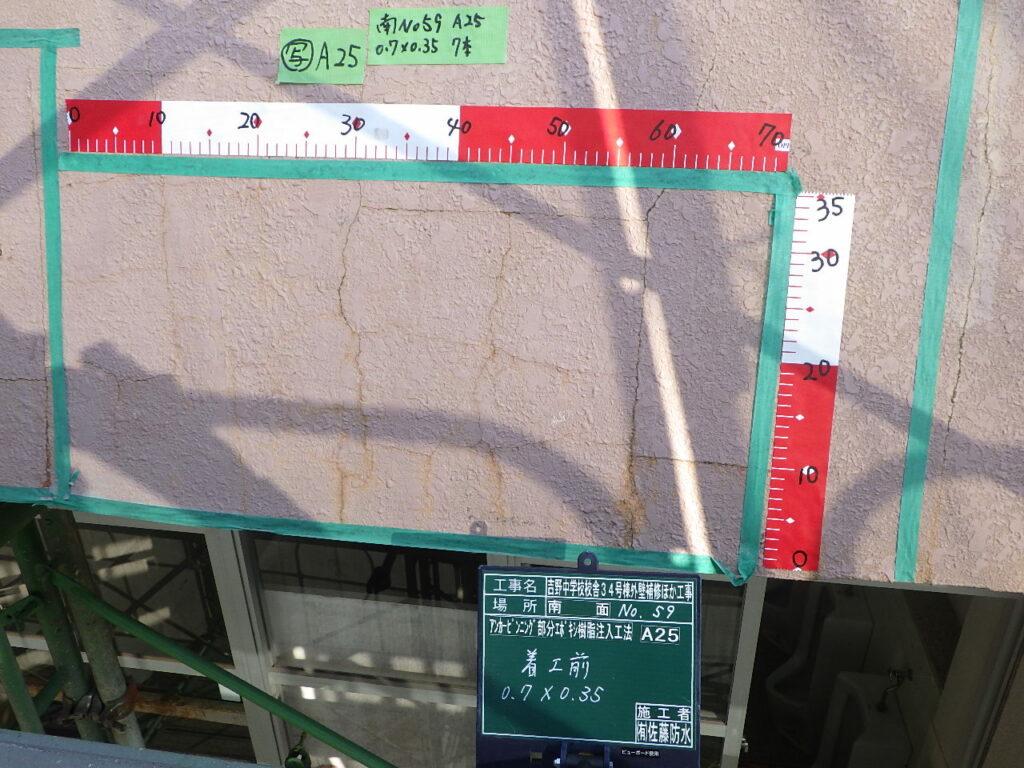 南No59 A25
写 A25
0.7×0.35 7本
0 10 20 30 40 50 60 70
35
30
20
10
0
工事名 吉野中学校校舎34号棟外壁補修ほか工事
場所 南面 No.59
アンカーピンニング部分エポキシ樹脂注入工法 A25
着工前
0.7×0.35
施工者
㈲佐藤防水